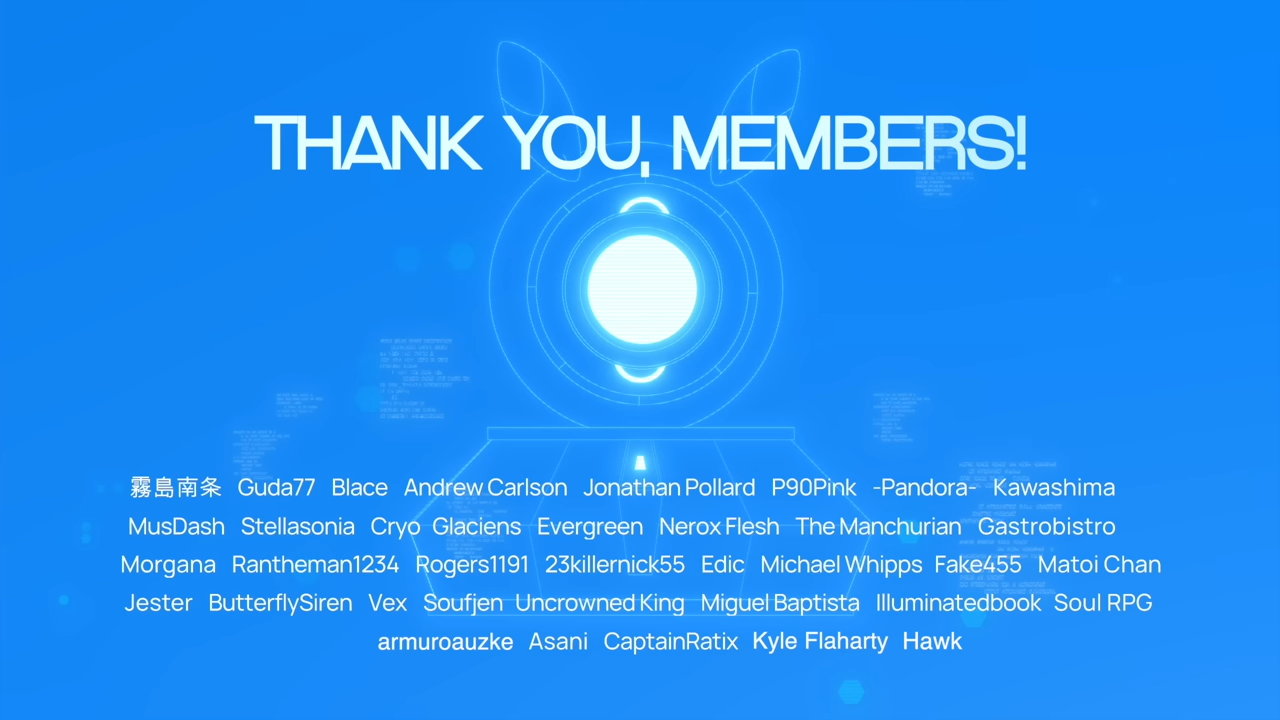 THANK YOU, MEMBERS!
霧島南条 Guda77 Blace Andrew Carlson Jonathan Pollard P90Pink -Pandora- Kawashima
MusDash Stellasonia Cryo Glaciens Evergreen Nerox Flesh The Manchurian Gastrobistro
Morgana Rantheman1234 Rogers1191 23killernick55 Edic Michael Whipps Fake455 Matoi Chan
Jester ButterflySiren Vex Soufjen Uncrowned King Miguel Baptista Illuminatedbook Soul RPG
armuroauzke Asani CaptainRatix Kyle Flaharty Hawk